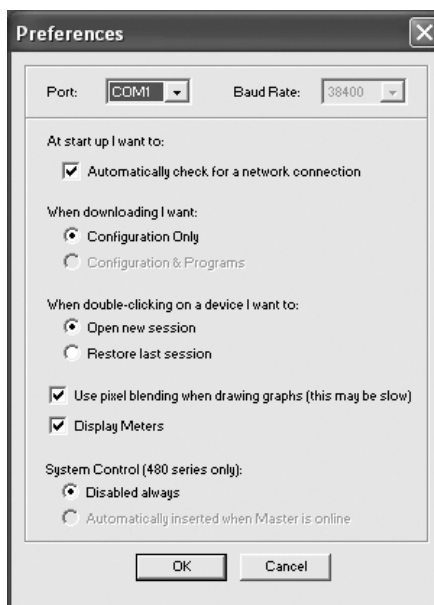 Preferences
Port: COM1 Baud Rate: 38400
At start up I want to:
Automatically check for a network connection
When downloading I want:
Configuration Only
Configuration & Programs
When double-clicking on a device I want to:
Open new session
Restore last session
Use pixel blending when drawing graphs (this may be slow)
Display Meters
System Control (480 series only):
Disabled always
Automatically inserted when Master is online
OK Cancel